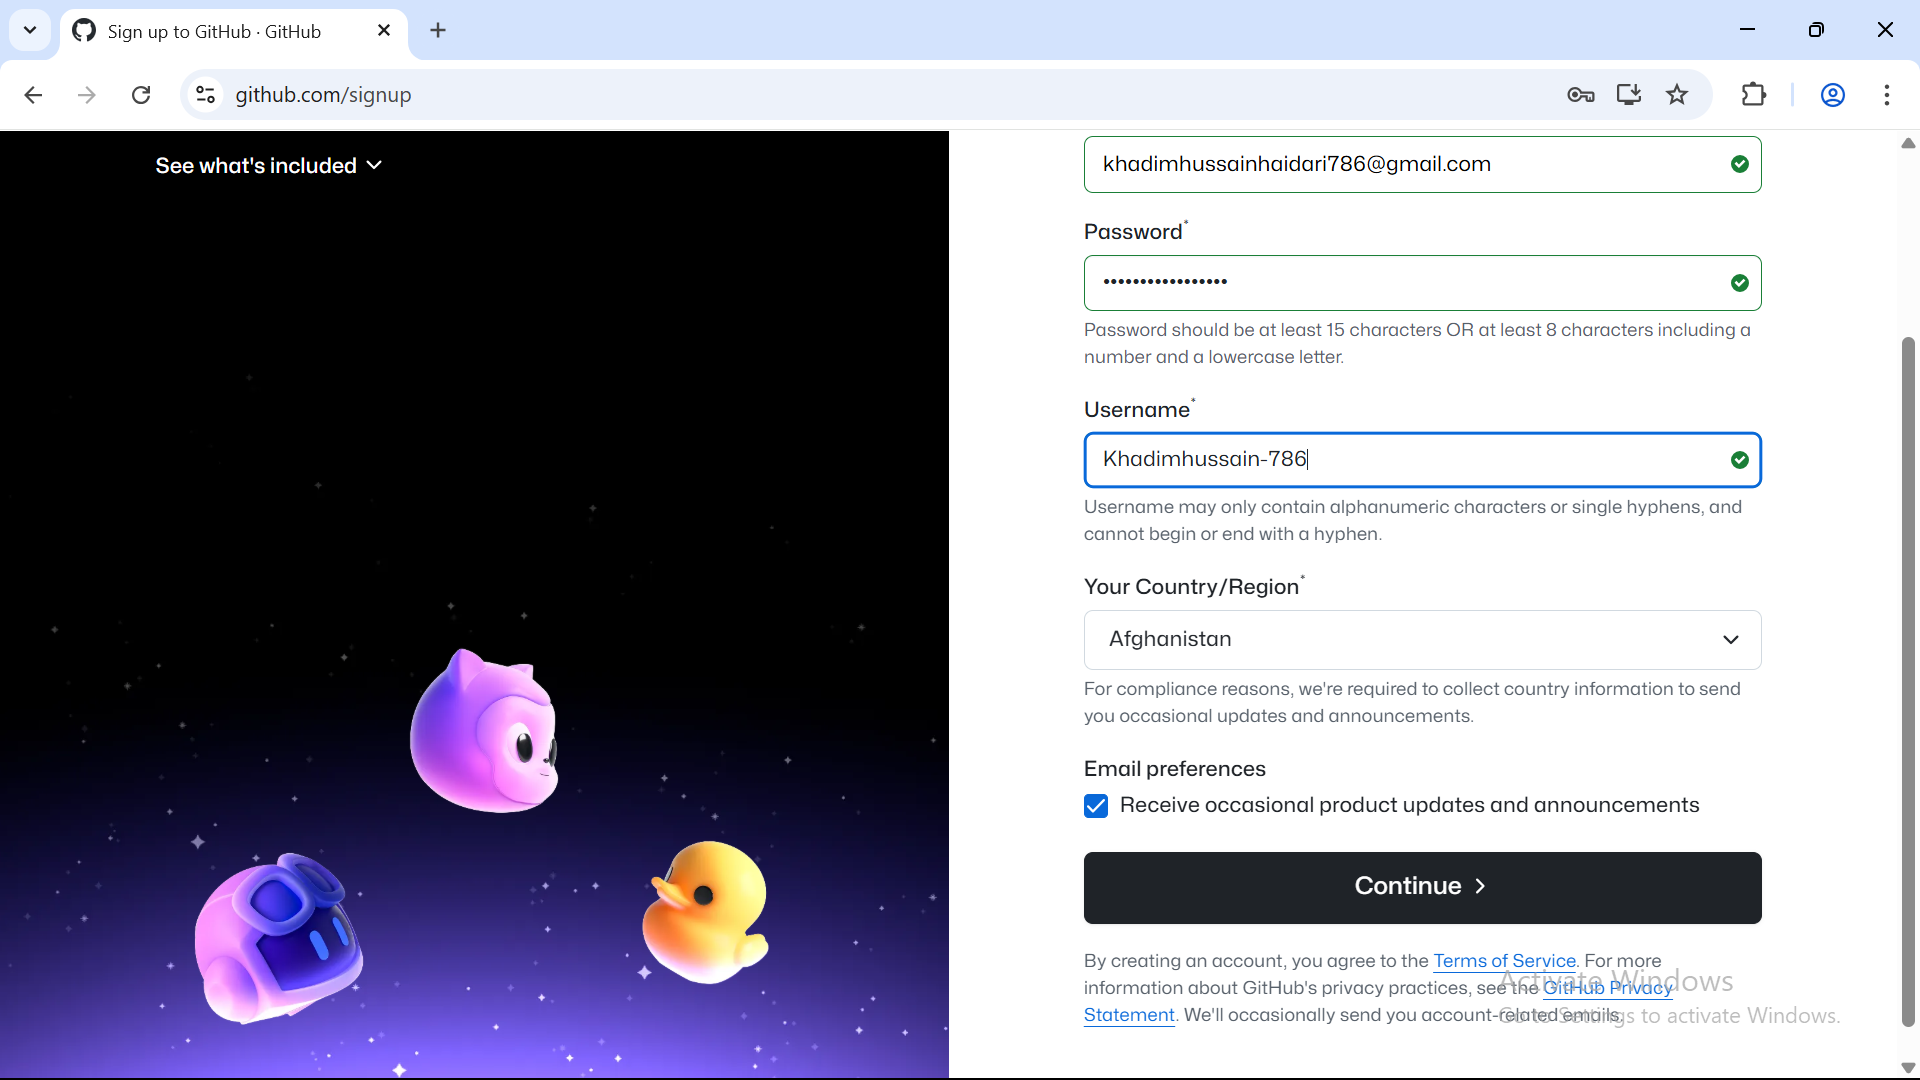 Sign up to GitHub · GitHub
github.com/signup
See what's included
khadimhussainhaidari786@gmail.com
Password*
•••••••••••••••••
Password should be at least 15 characters OR at least 8 characters including a
number and a lowercase letter.
Username*
Khadimhussain-786
Username may only contain alphanumeric characters or single hyphens, and
cannot begin or end with a hyphen.
Your Country/Region*
Afghanistan
For compliance reasons, we're required to collect country information to send
you occasional updates and announcements.
Email preferences
Receive occasional product updates and announcements
Continue
By creating an account, you agree to the Terms of Service. For more
information about GitHub's privacy practices, see the GitHub Privacy
Statement. We'll occasionally send you account-related emails.
Activate Windows
Go to Settings to activate Windows.